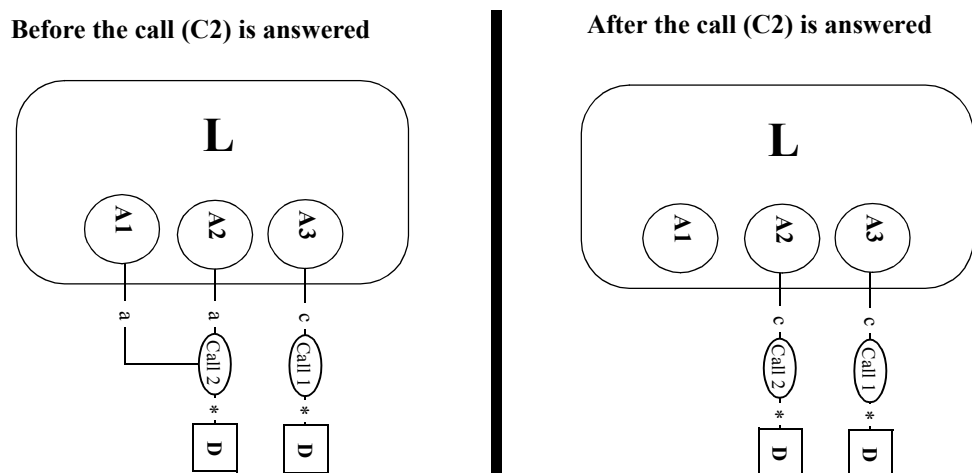 Before the call (C2) is answered
L
A1 A2 A3
a a c
Call 2 Call 1
* *
D D
After the call (C2) is answered
L
A1 A2 A3
c c
Call 2 Call 1
* *
D D